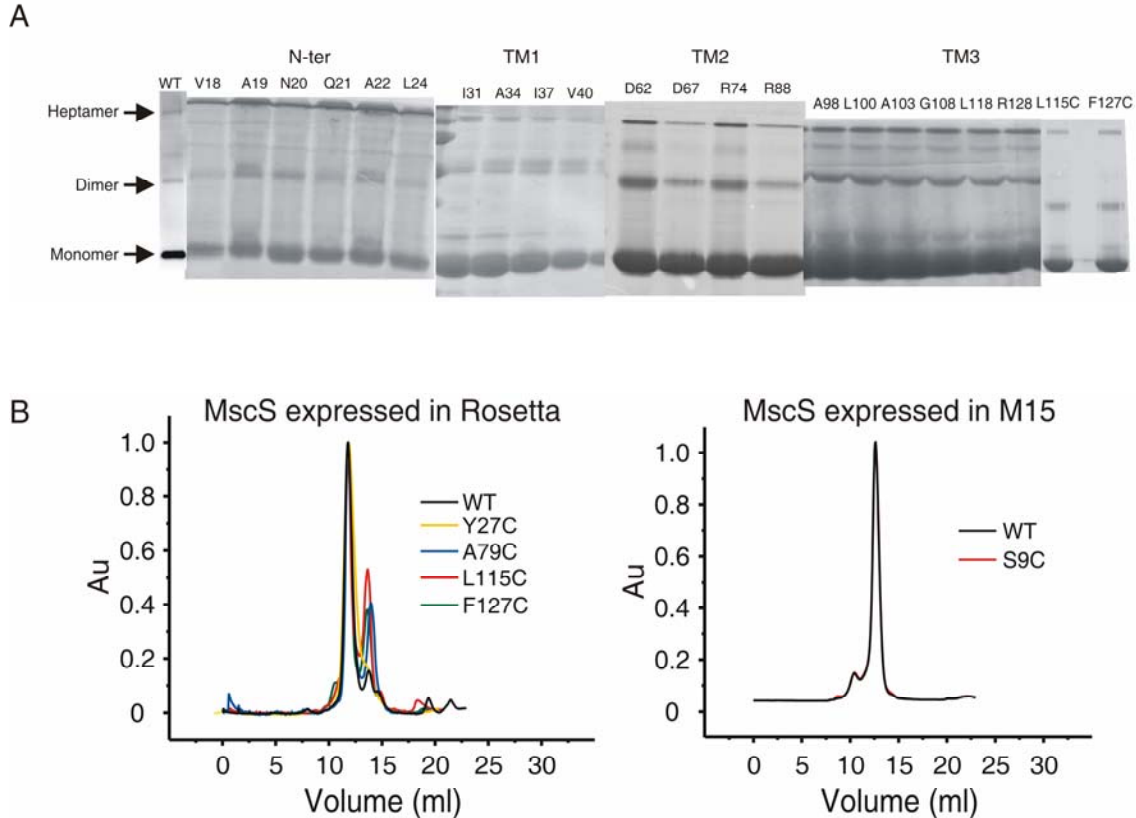 A
N-ter TM1 TM2 TM3
WT V18 A19 N20 Q21 A22 L24 I31 A34 I37 V40 D62 D67 R74 R88 A98 L100 A103 G108 L118 R128 L115C F127C
Heptamer
Dimer
Monomer
B
MscS expressed in Rosetta
1.0
0.8
0.6
0.4
0.2
0
Au
WT
Y27C
A79C
L115C
F127C
0 5 10 15 20 25 30
Volume (ml)
MscS expressed in M15
1.0
0.8
0.6
0.4
0.2
0
Au
WT
S9C
0 5 10 15 20 25 30
Volume (ml)